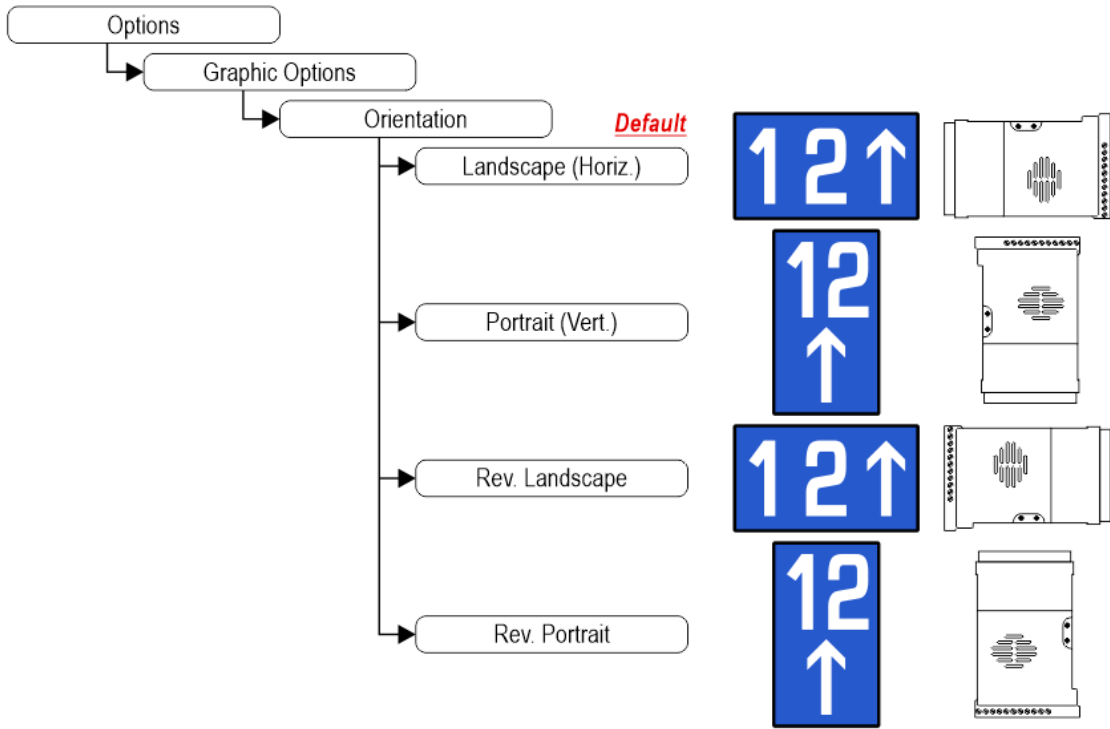 Options
Graphic Options
Orientation
Default
Landscape (Horiz.)
12↑
Portrait (Vert.)
12
↑
Rev. Landscape
12↑
Rev. Portrait
12
↑